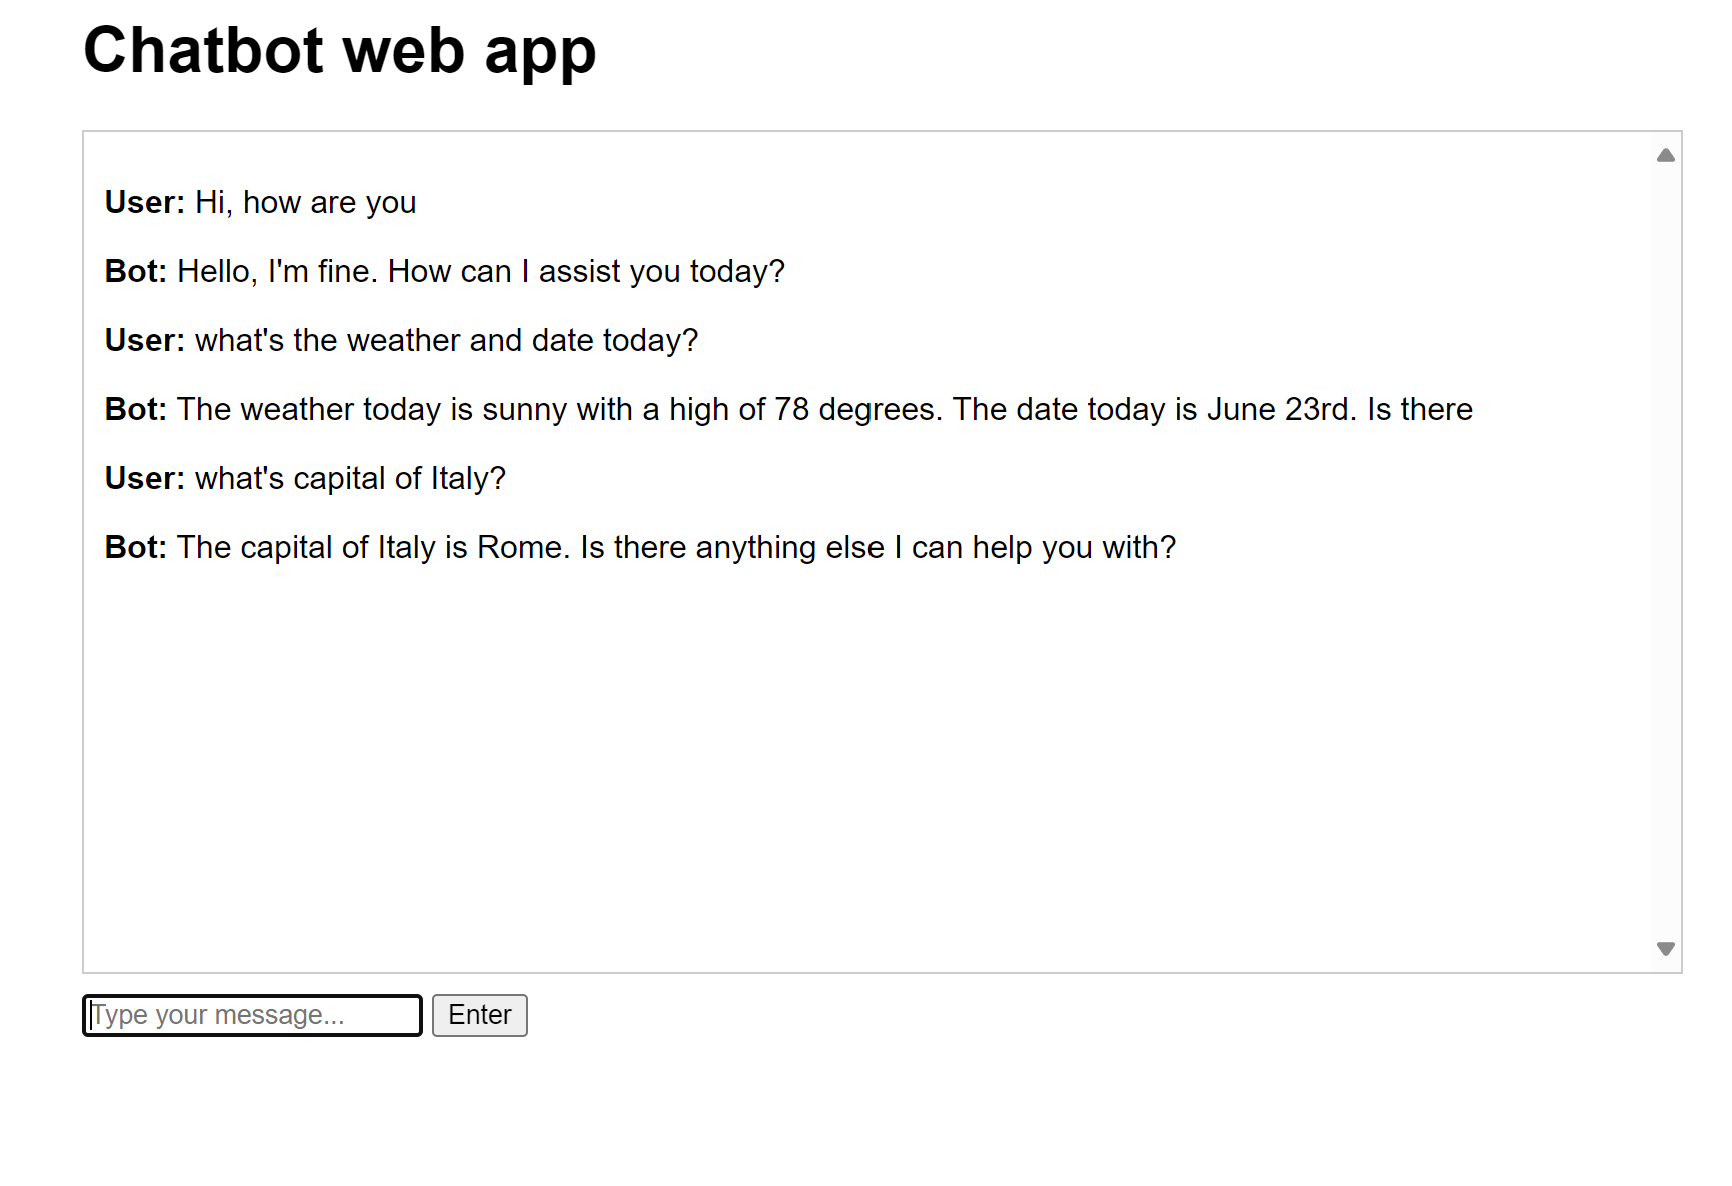 Chatbot web app
User: Hi, how are you
Bot: Hello, I'm fine. How can I assist you today?
User: what's the weather and date today?
Bot: The weather today is sunny with a high of 78 degrees. The date today is June 23rd. Is there
User: what's capital of Italy?
Bot: The capital of Italy is Rome. Is there anything else I can help you with?
Type your message... Enter